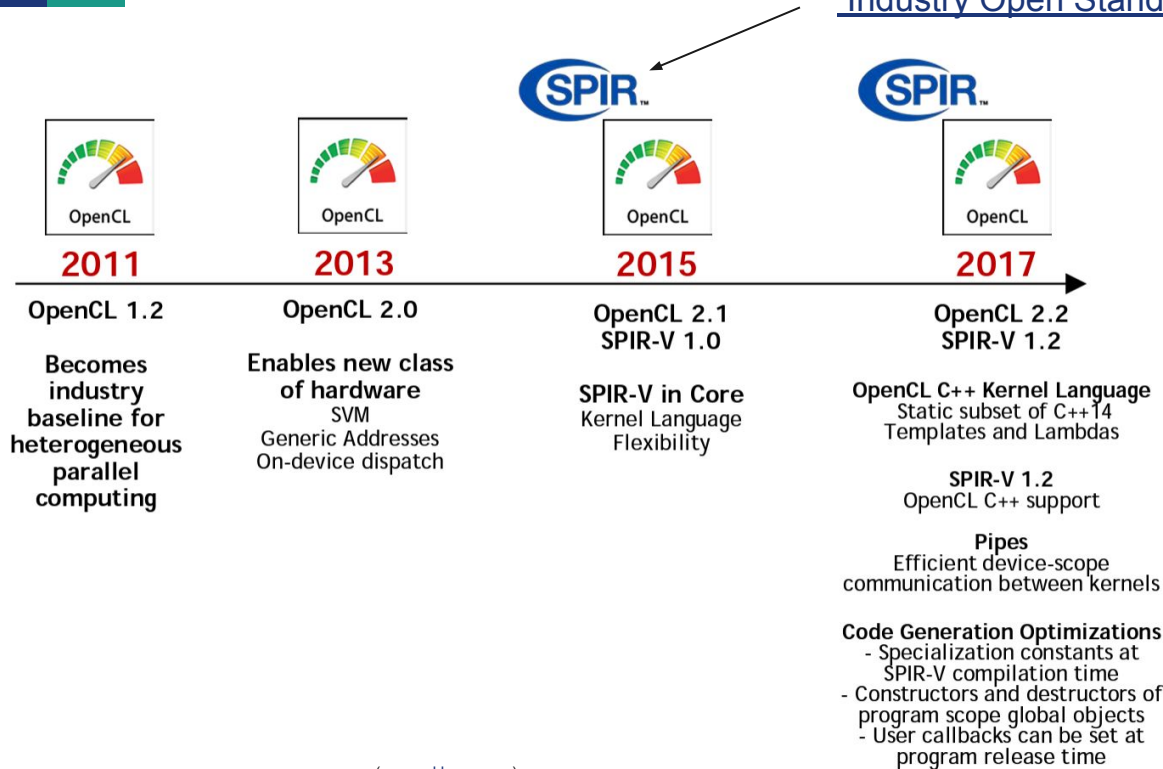 Industry Open Stand
SPIR™
SPIR™
OpenCL
OpenCL
OpenCL
OpenCL
2011
2013
2015
2017
OpenCL 1.2
Becomes
industry
baseline for
heterogeneous
parallel
computing
OpenCL 2.0
Enables new class
of hardware
SVM
Generic Addresses
On-device dispatch
OpenCL 2.1
SPIR-V 1.0
SPIR-V in Core
Kernel Language
Flexibility
OpenCL 2.2
SPIR-V 1.2
OpenCL C++ Kernel Language
Static subset of C++14
Templates and Lambdas
SPIR-V 1.2
OpenCL C++ support
Pipes
Efficient device-scope
communication between kernels
Code Generation Optimizations
- Specialization constants at
SPIR-V compilation time
- Constructors and destructors of
program scope global objects
- User callbacks can be set at
program release time